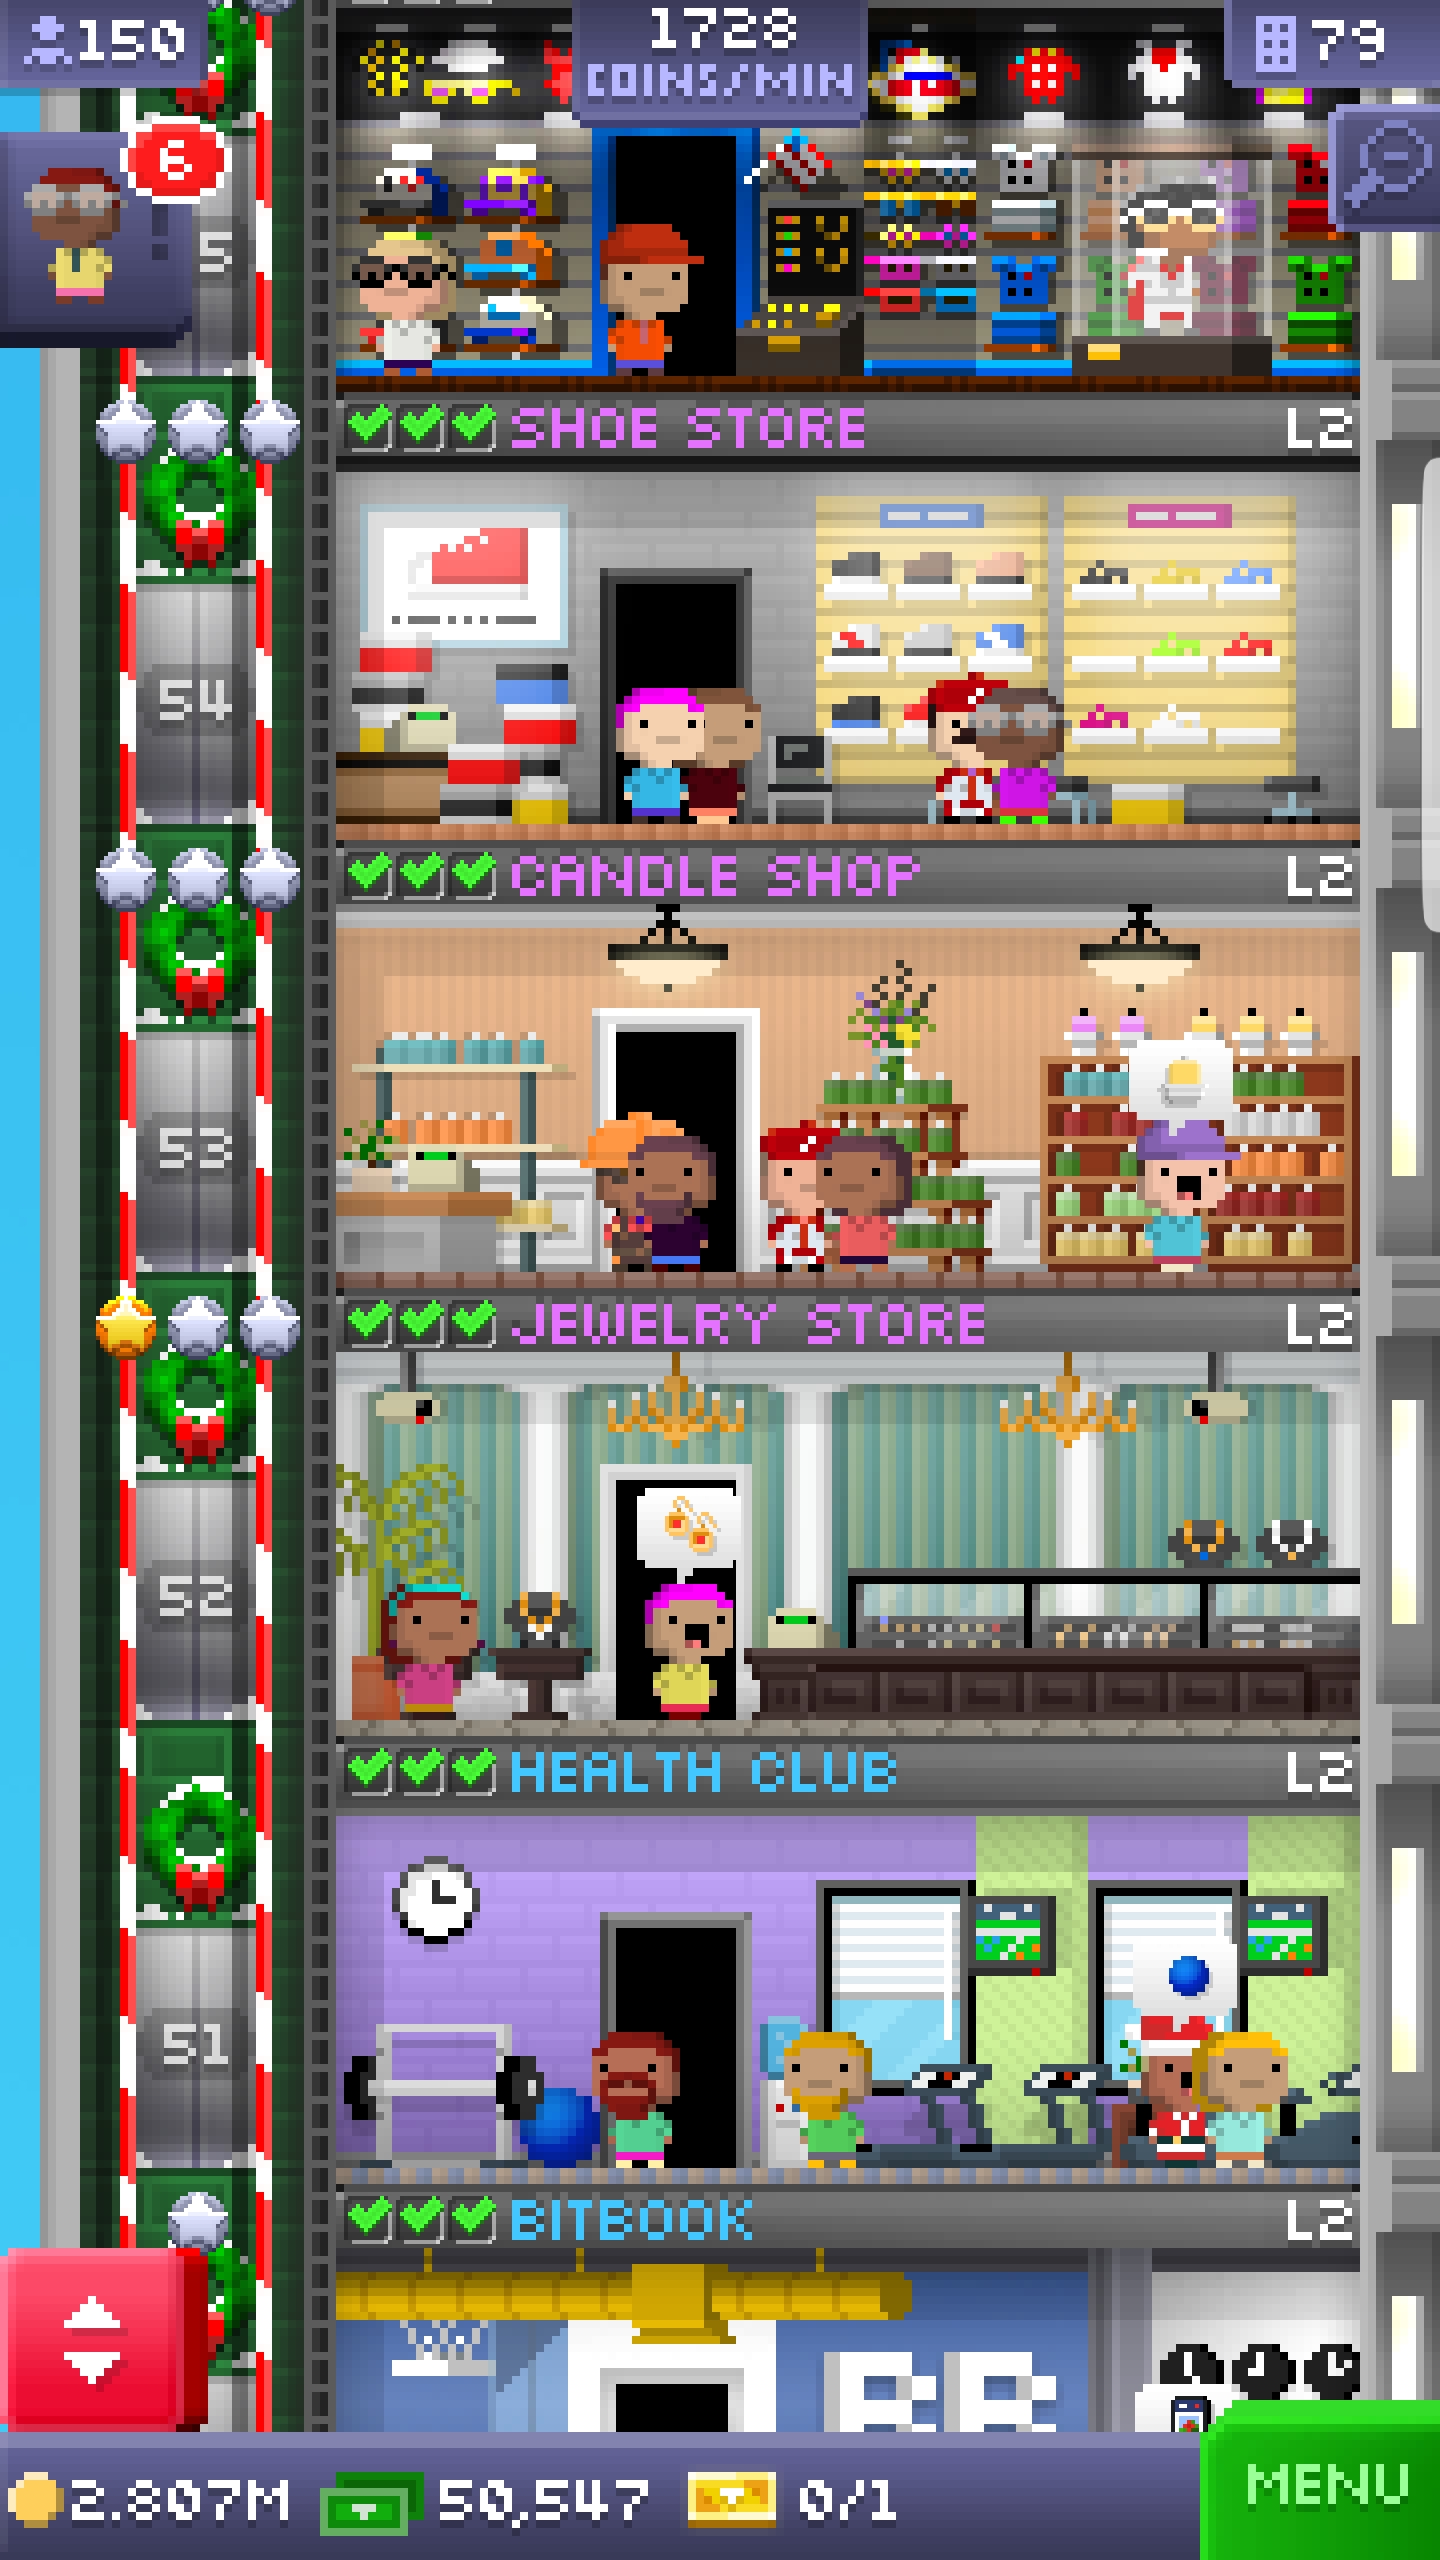 150
1728
COINS/MIN
79
6
5
SHOE STORE L2
54
CANDLE SHOP L2
53
JEWELRY STORE L2
52
HEALTH CLUB L2
51
BITBOOK L2
BB
2.807M 50,547 0/1
MENU